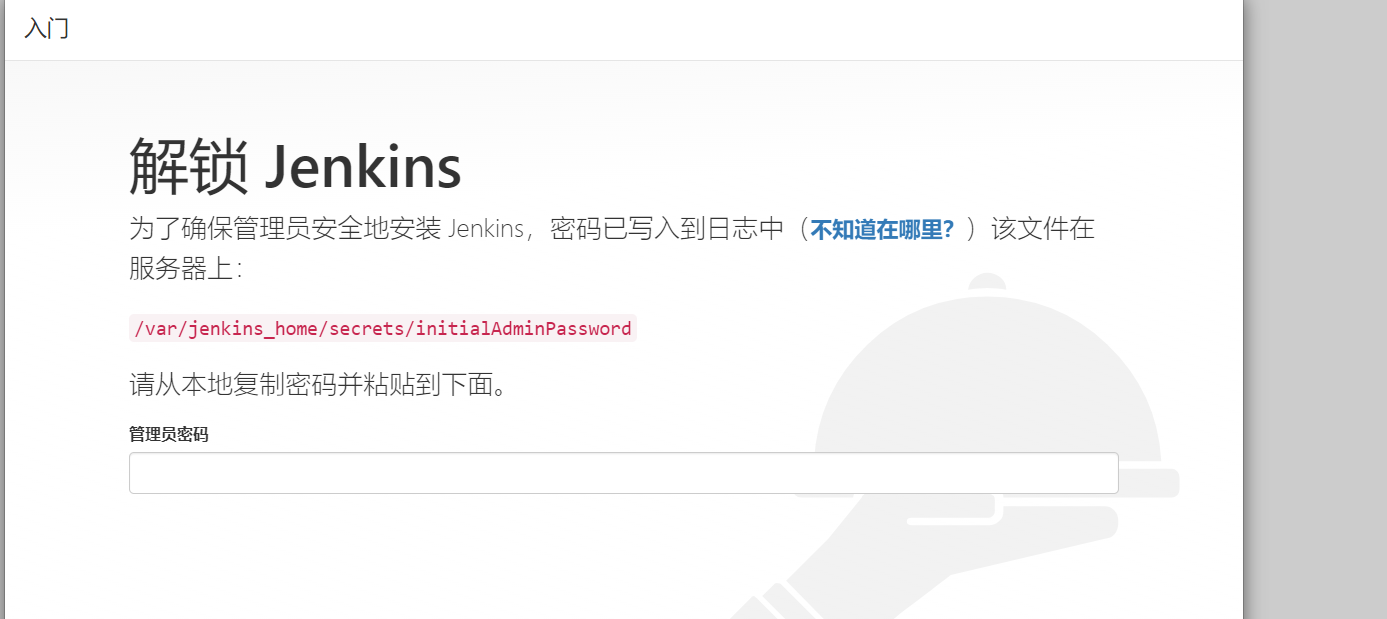 入门
解锁 Jenkins
为了确保管理员安全地安装 Jenkins，密码已写入到日志中（不知道在哪里？）该文件在
服务器上：
/var/jenkins_home/secrets/initialAdminPassword
请从本地复制密码并粘贴到下面。
管理员密码